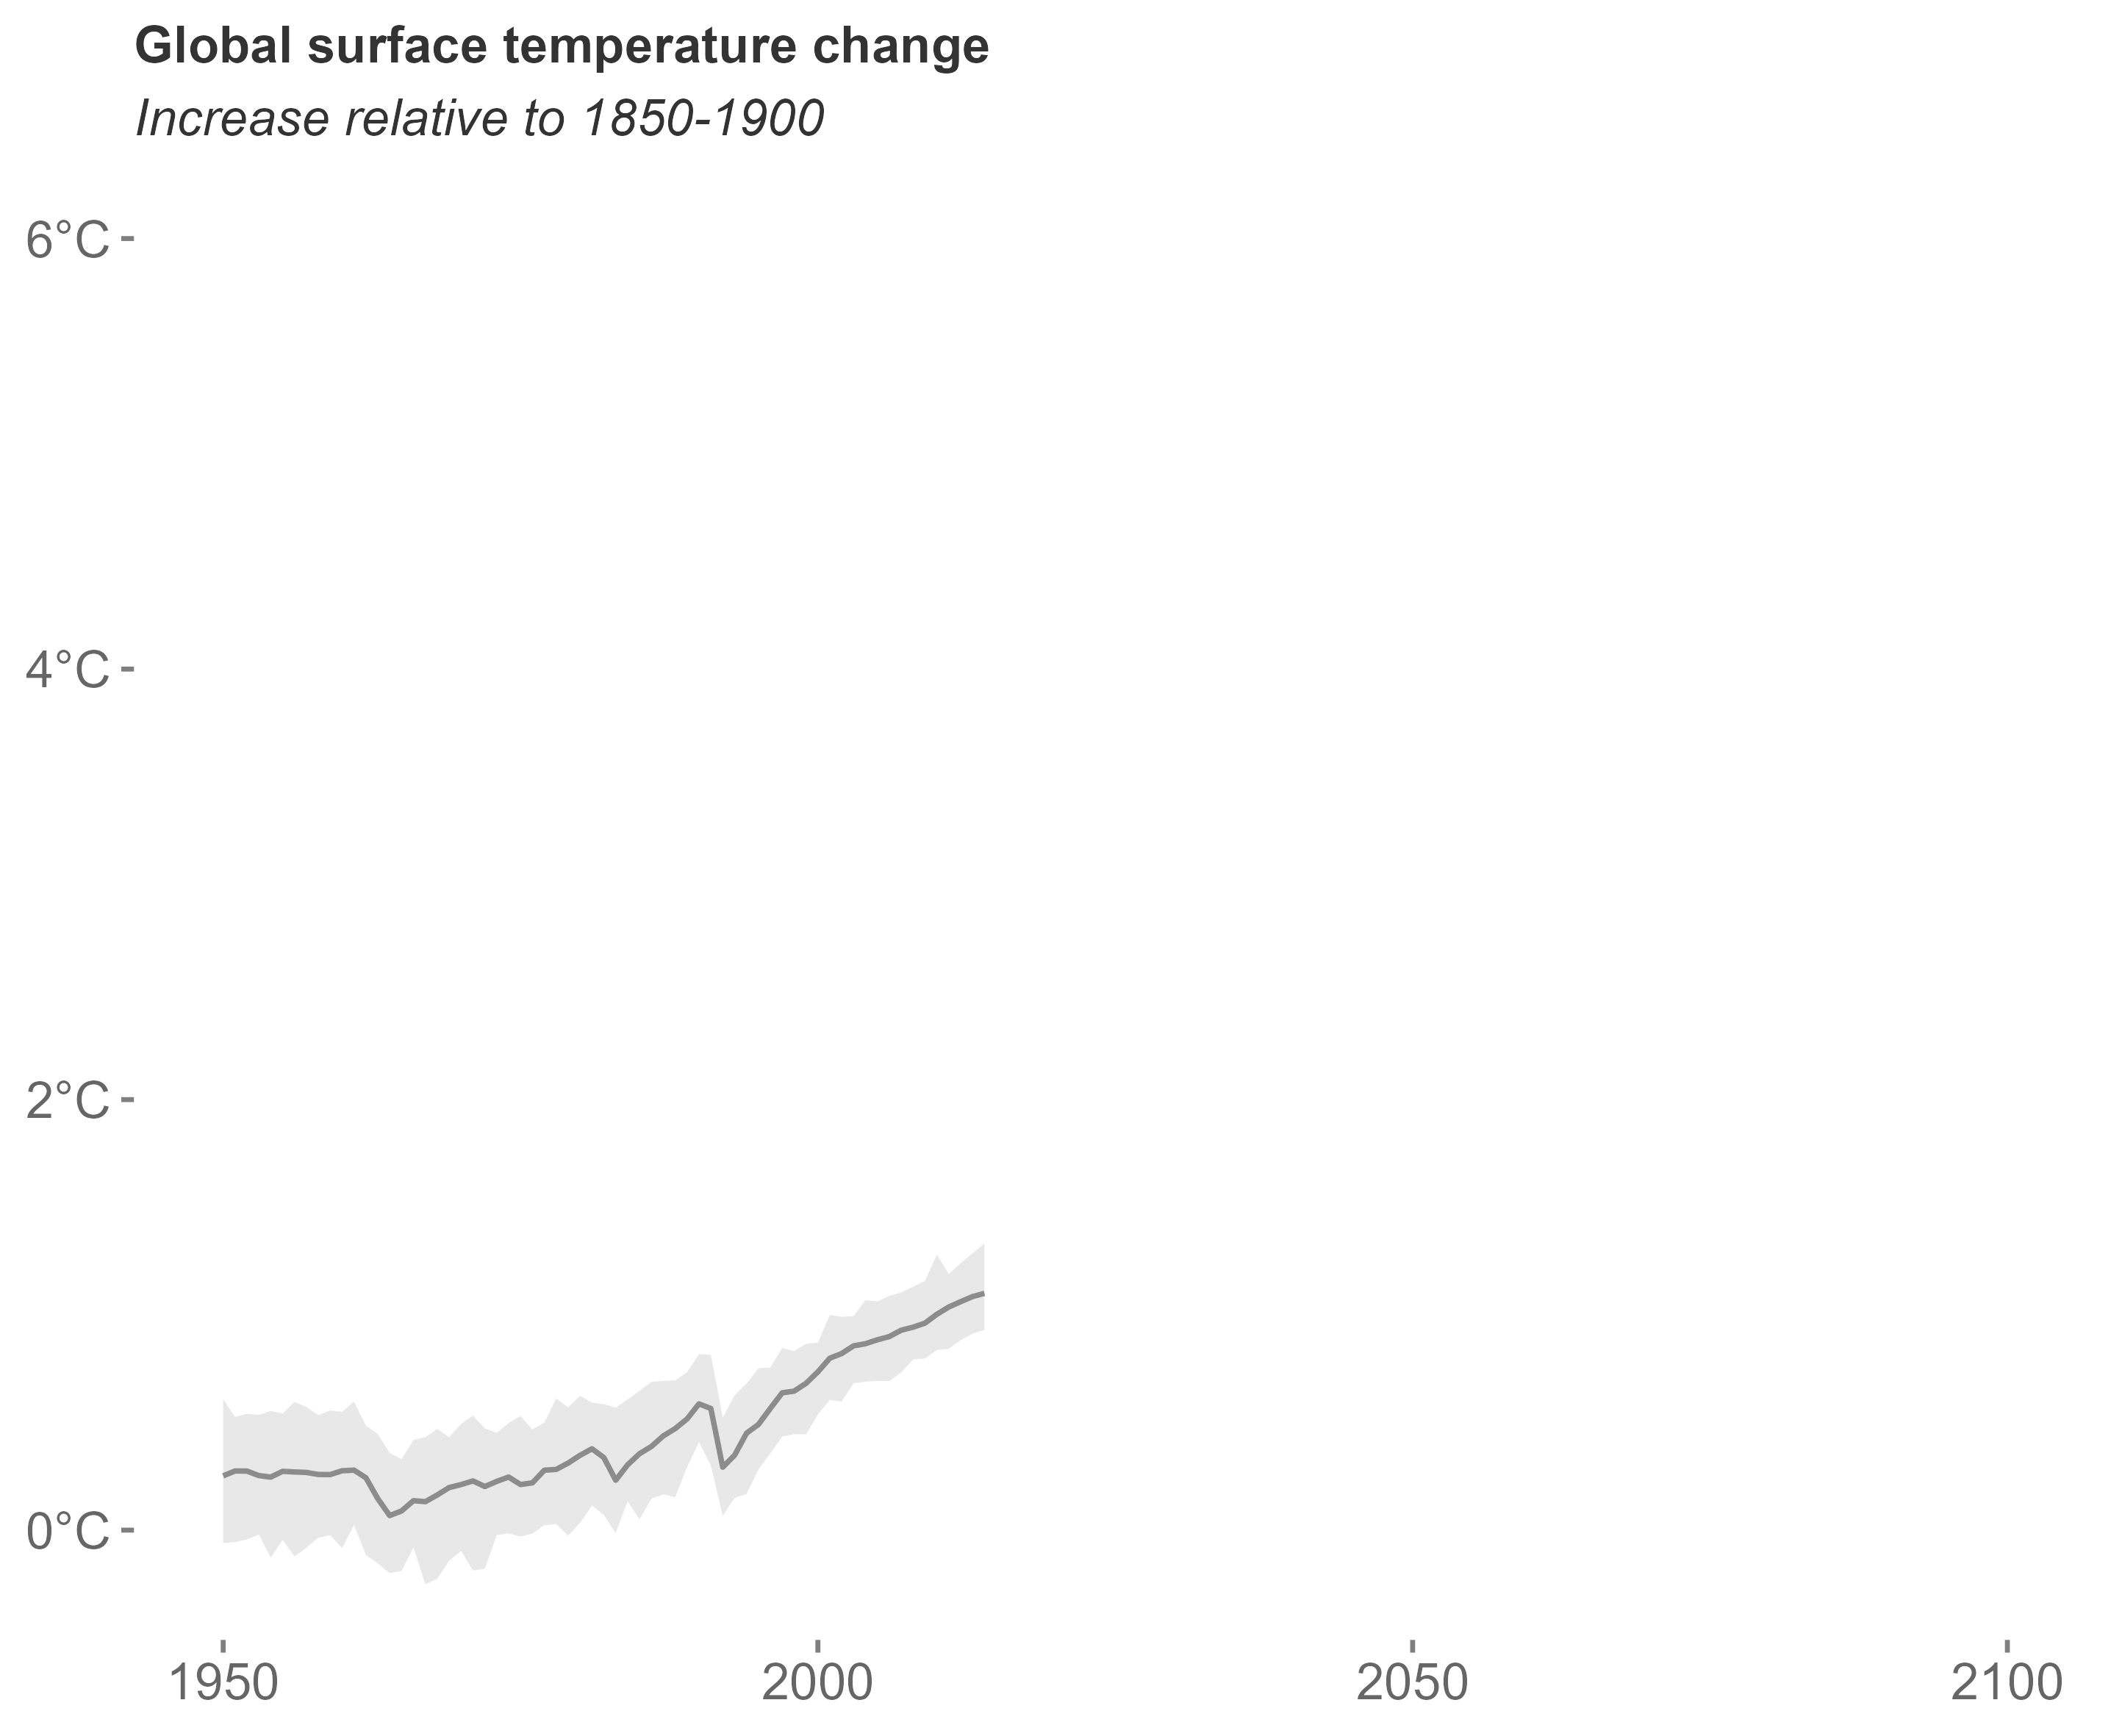 Global surface temperature change
Increase relative to 1850-1900
6°C
4°C
2°C
0°C
1950
2000
2050
2100